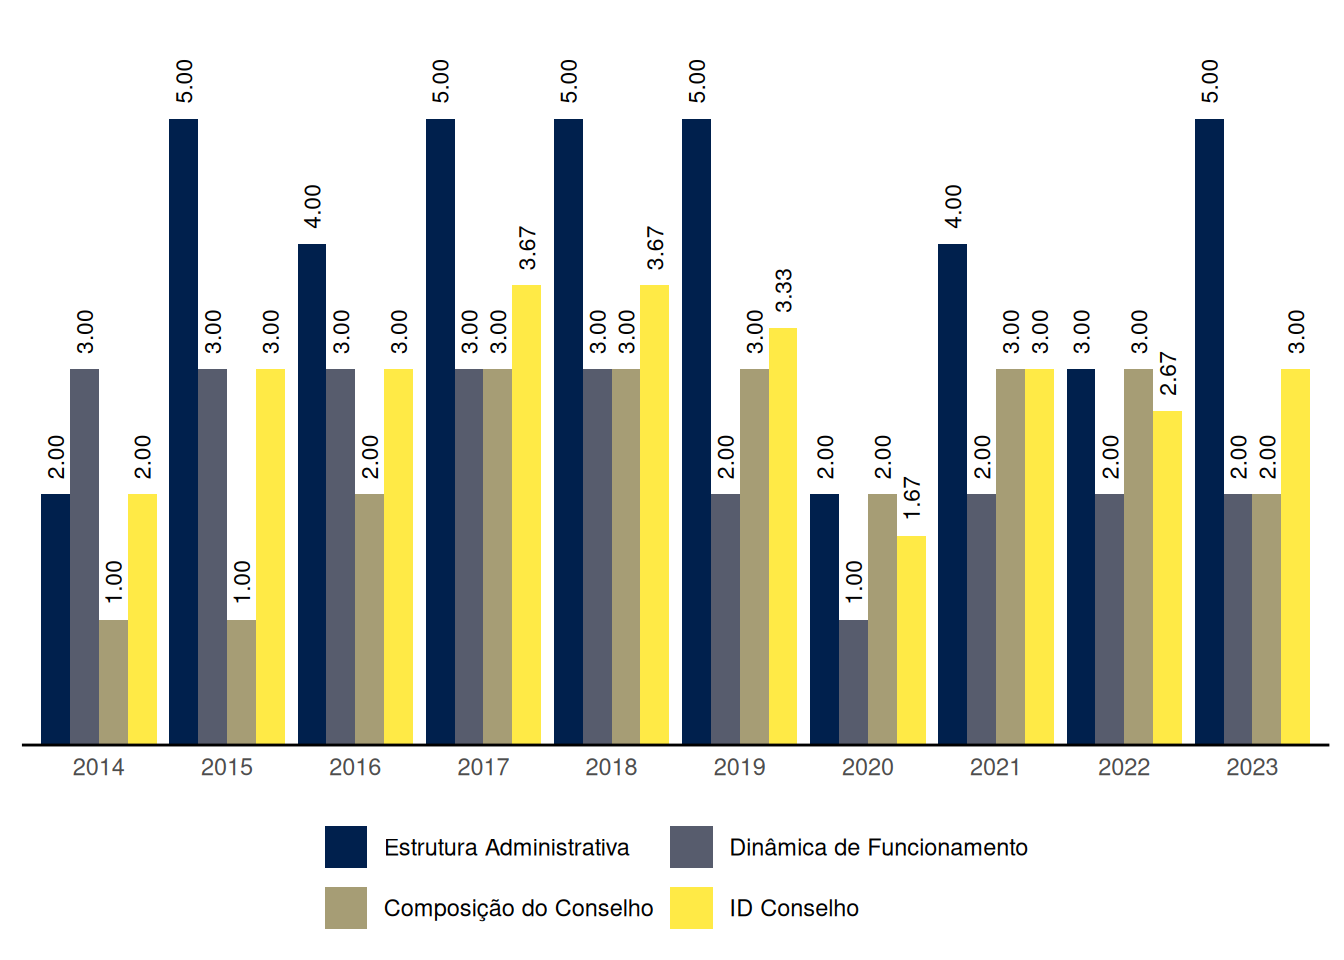 2.00 3.00 1.00 2.00
5.00 3.00 1.00 3.00
4.00 3.00 2.00 3.00
5.00 3.00 3.00 3.67
5.00 3.00 3.00 3.67
5.00 2.00 3.00 3.33
2.00 1.00 2.00 1.67
4.00 2.00 3.00 3.00
3.00 2.00 3.00 2.67
5.00 2.00 2.00 3.00
2014 2015 2016 2017 2018 2019 2020 2021 2022 2023
Estrutura Administrativa Dinâmica de Funcionamento
Composição do Conselho ID Conselho